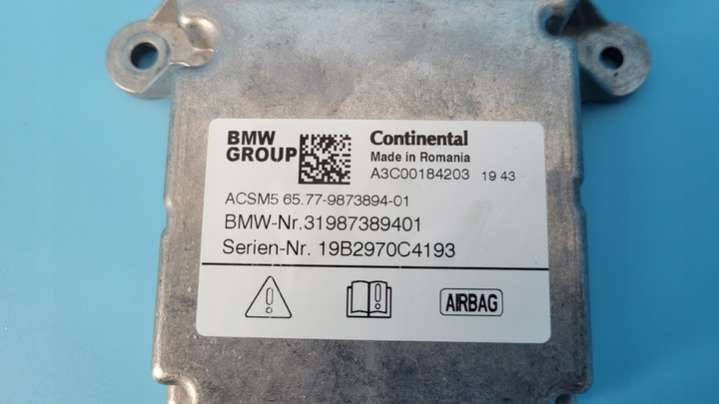 BMW
GROUP
Continental
Made in Romania
A3C00184203 19 43
ACSM5 65.77-9873894-01
BMW-Nr.31987389401
Serien-Nr. 19B2970C4193
AIRBAG